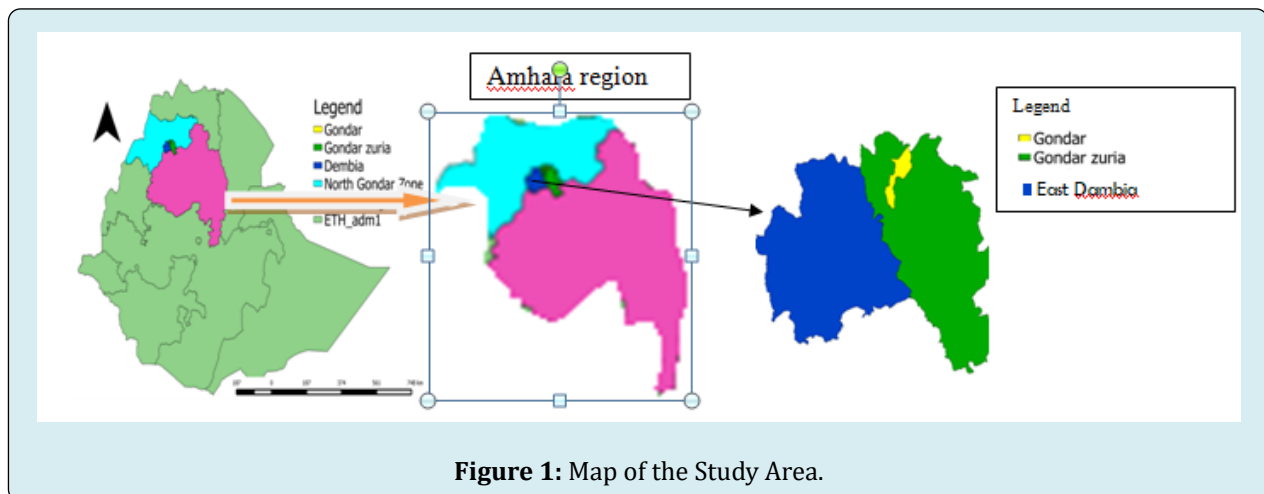 Amhara region
Legend
Gondar
Gondar zuria
Dembia
North Gondar Zone
ETH_adm1
Legend
Gondar
Gondar zuria
East Dambia
Figure 1: Map of the Study Area.